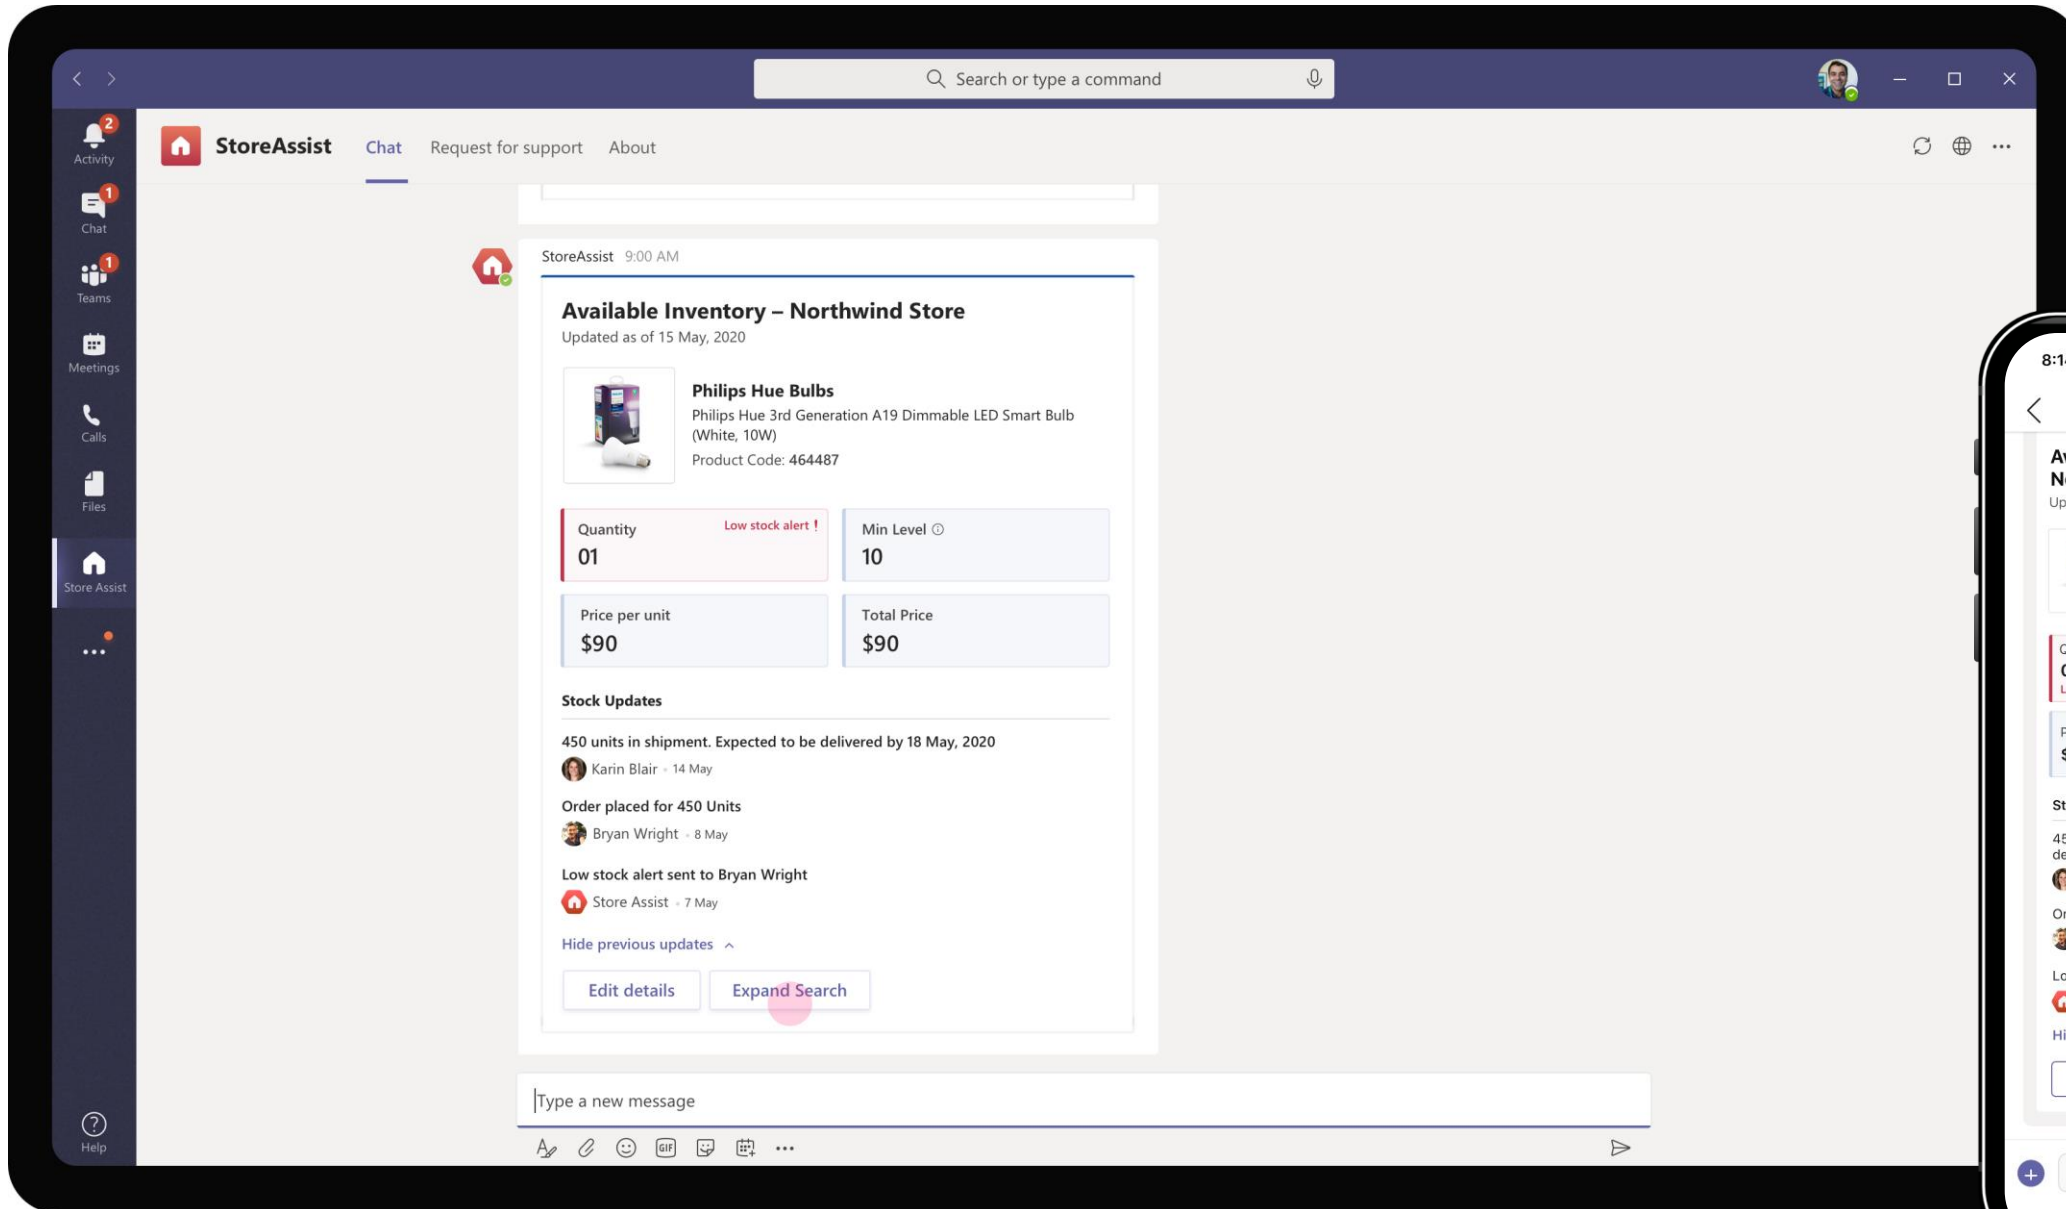 Search or type a command
2
Activity
1
Chat
1
Teams
Meetings
Calls
Files
Store Assist
Help
StoreAssist Chat Request for support About
StoreAssist 9:00 AM
Available Inventory – Northwind Store
Updated as of 15 May, 2020
Philips Hue Bulbs
Philips Hue 3rd Generation A19 Dimmable LED Smart Bulb
(White, 10W)
Product Code: 464487
Quantity Low stock alert !
01
Min Level
10
Price per unit
$90
Total Price
$90
Stock Updates
450 units in shipment. Expected to be delivered by 18 May, 2020
Karin Blair • 14 May
Order placed for 450 Units
Bryan Wright • 8 May
Low stock alert sent to Bryan Wright
Store Assist • 7 May
Hide previous updates
Edit details Expand Search
Type a new message
GIF